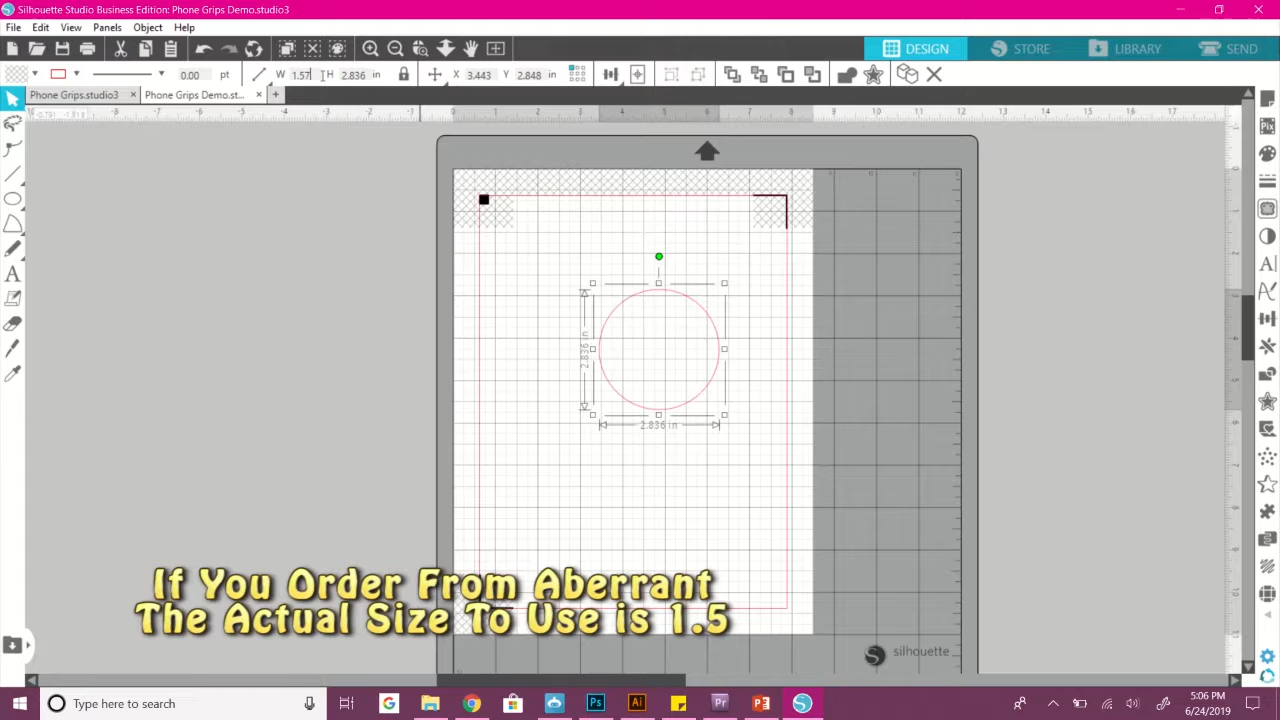 Silhouette Studio Business Edition: Phone Grips Demo.studio3
File Edit View Panels Object Help
DESIGN STORE LIBRARY SEND
0.00 pt W 1.57 H 2.836 in X 3.443 Y 2.848 in
Phone Grips.studio3 × Phone Grips Demo.st... × +
2.836 in
2.836 in
If You Order From Aberrant
The Actual Size To Use is 1.5
silhouette
Type here to search
5:06 PM
6/24/2019